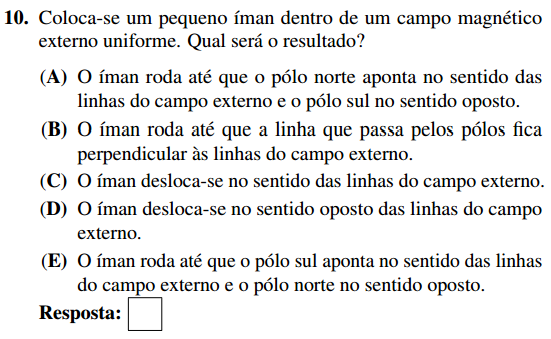 10. Coloca-se um pequeno íman dentro de um campo magnético
externo uniforme. Qual será o resultado?
(A) O íman roda até que o pólo norte aponta no sentido das
linhas do campo externo e o pólo sul no sentido oposto.
(B) O íman roda até que a linha que passa pelos pólos fica
perpendicular às linhas do campo externo.
(C) O íman desloca-se no sentido das linhas do campo externo.
(D) O íman desloca-se no sentido oposto das linhas do campo
externo.
(E) O íman roda até que o pólo sul aponta no sentido das linhas
do campo externo e o pólo norte no sentido oposto.
Resposta: